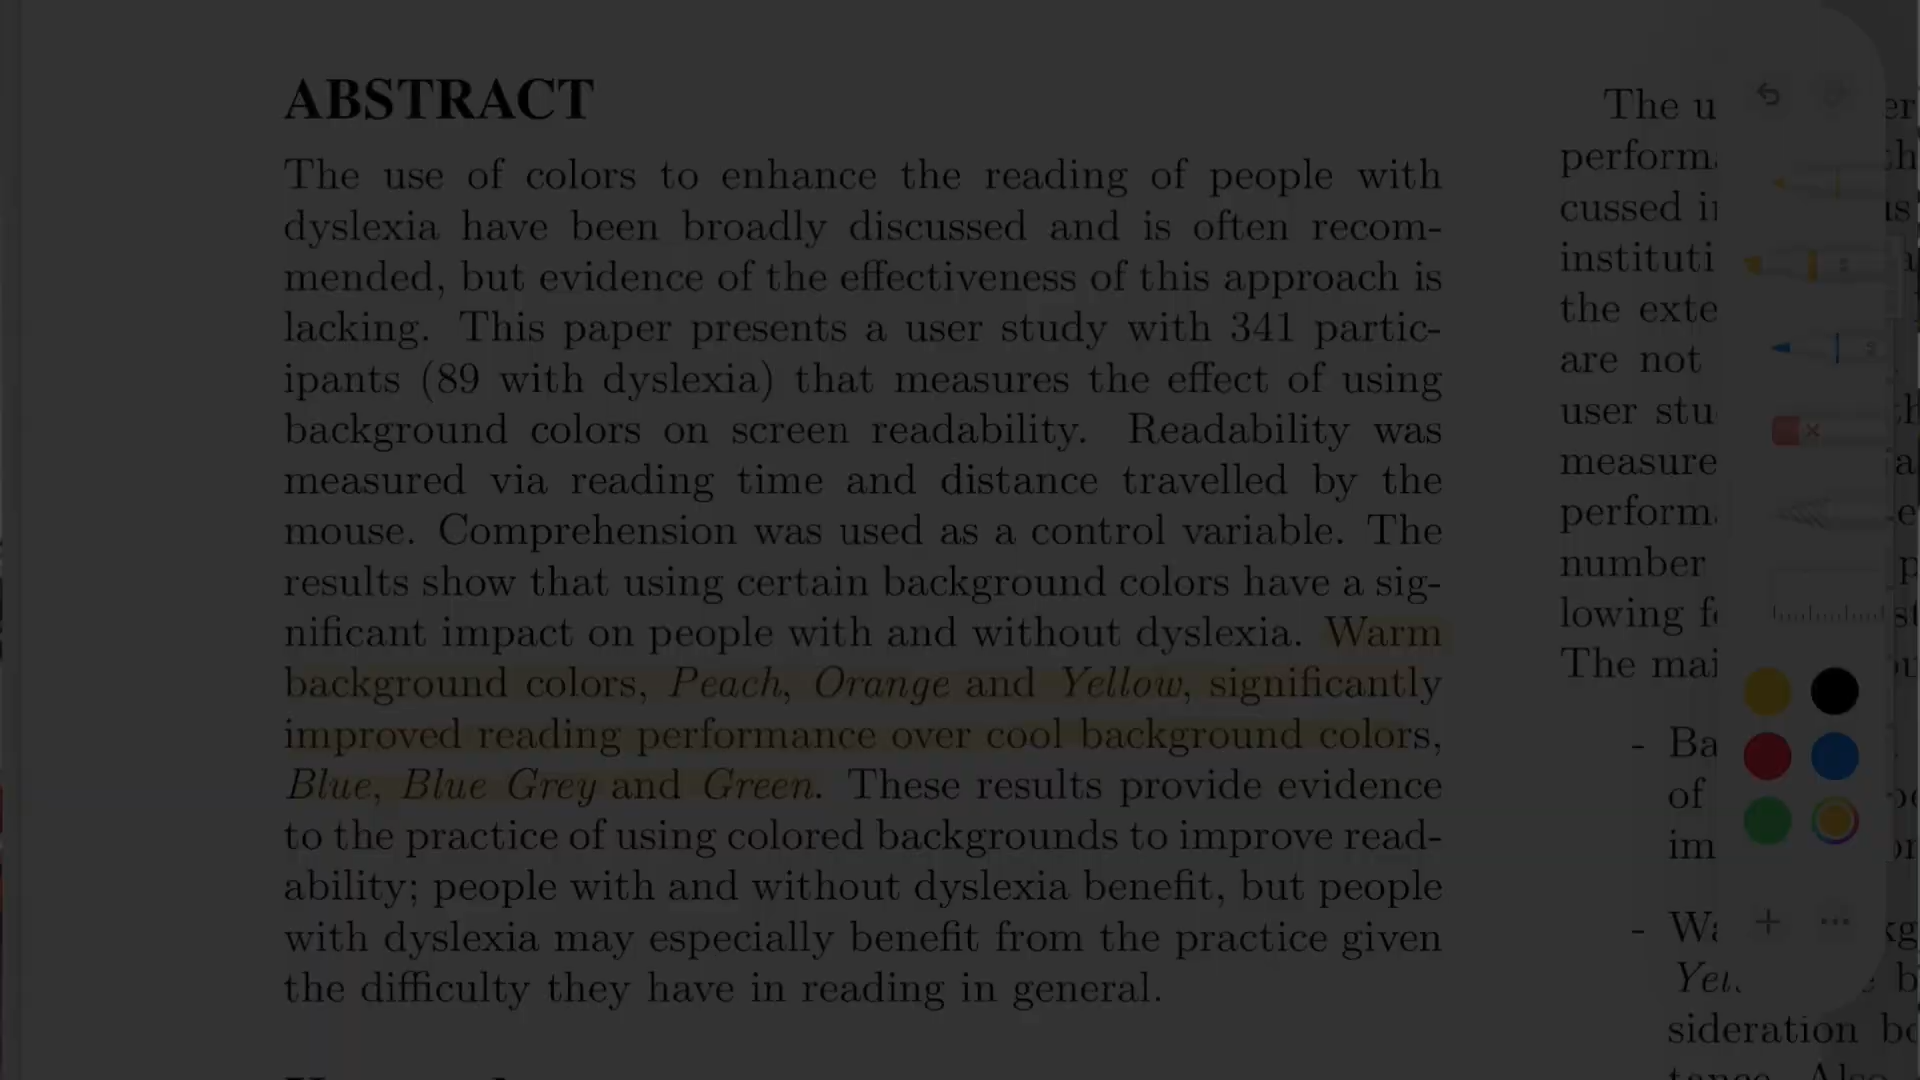 ABSTRACT
The use of colors to enhance the reading of people with
dyslexia have been broadly discussed and is often recom-
mended, but evidence of the effectiveness of this approach is
lacking. This paper presents a user study with 341 partic-
ipants (89 with dyslexia) that measures the effect of using
background colors on screen readability. Readability was
measured via reading time and distance travelled by the
mouse. Comprehension was used as a control variable. The
results show that using certain background colors have a sig-
nificant impact on people with and without dyslexia. Warm
background colors, Peach, Orange and Yellow, significantly
improved reading performance over cool background colors,
Blue, Blue Grey and Green. These results provide evidence
to the practice of using colored backgrounds to improve read-
ability; people with and without dyslexia benefit, but people
with dyslexia may especially benefit from the practice given
the difficulty they have in reading in general.
The u
perform
cussed i
instituti
the exte
are not
user stu
measure
perform
number
lowing f
The mai
- Ba
of
im
- Wa
Yel
sideration
tance. Also